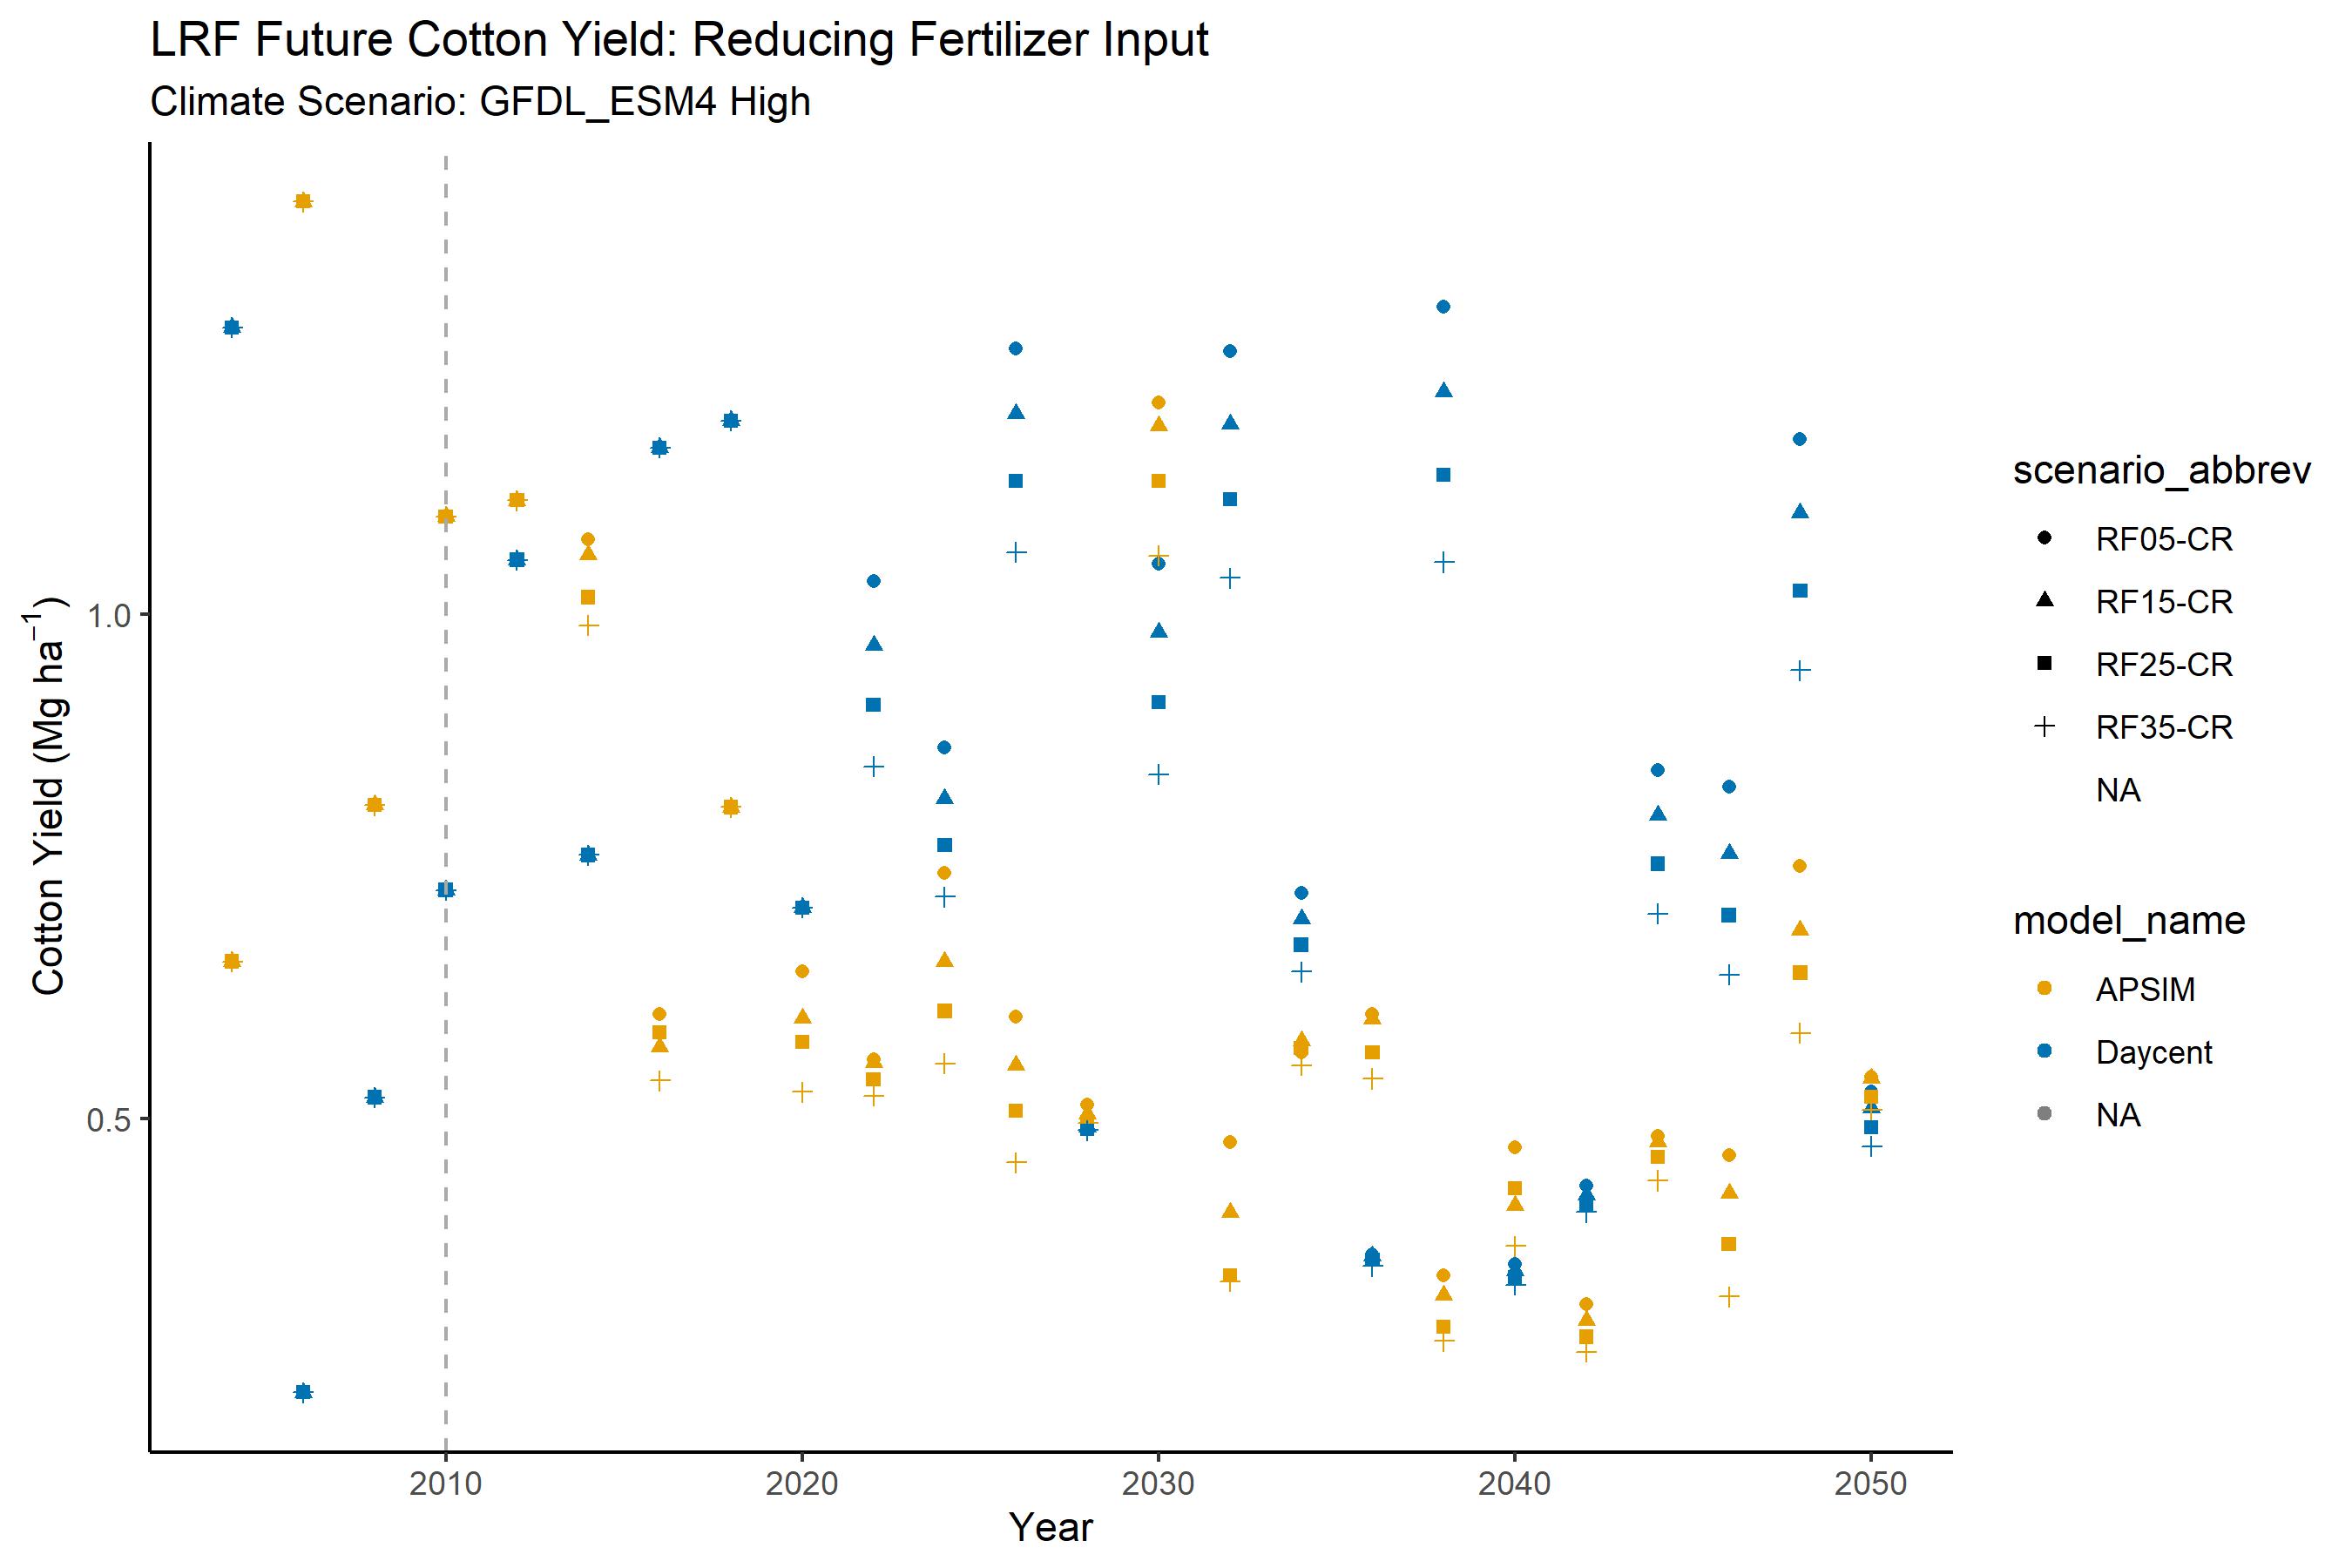 LRF Future Cotton Yield: Reducing Fertilizer Input
Climate Scenario: GFDL_ESM4 High
Cotton Yield (Mg ha⁻¹)
1.0
0.5
2010
2020
2030
2040
2050
Year
scenario_abbrev
RF05-CR
RF15-CR
RF25-CR
RF35-CR
NA
model_name
APSIM
Daycent
NA